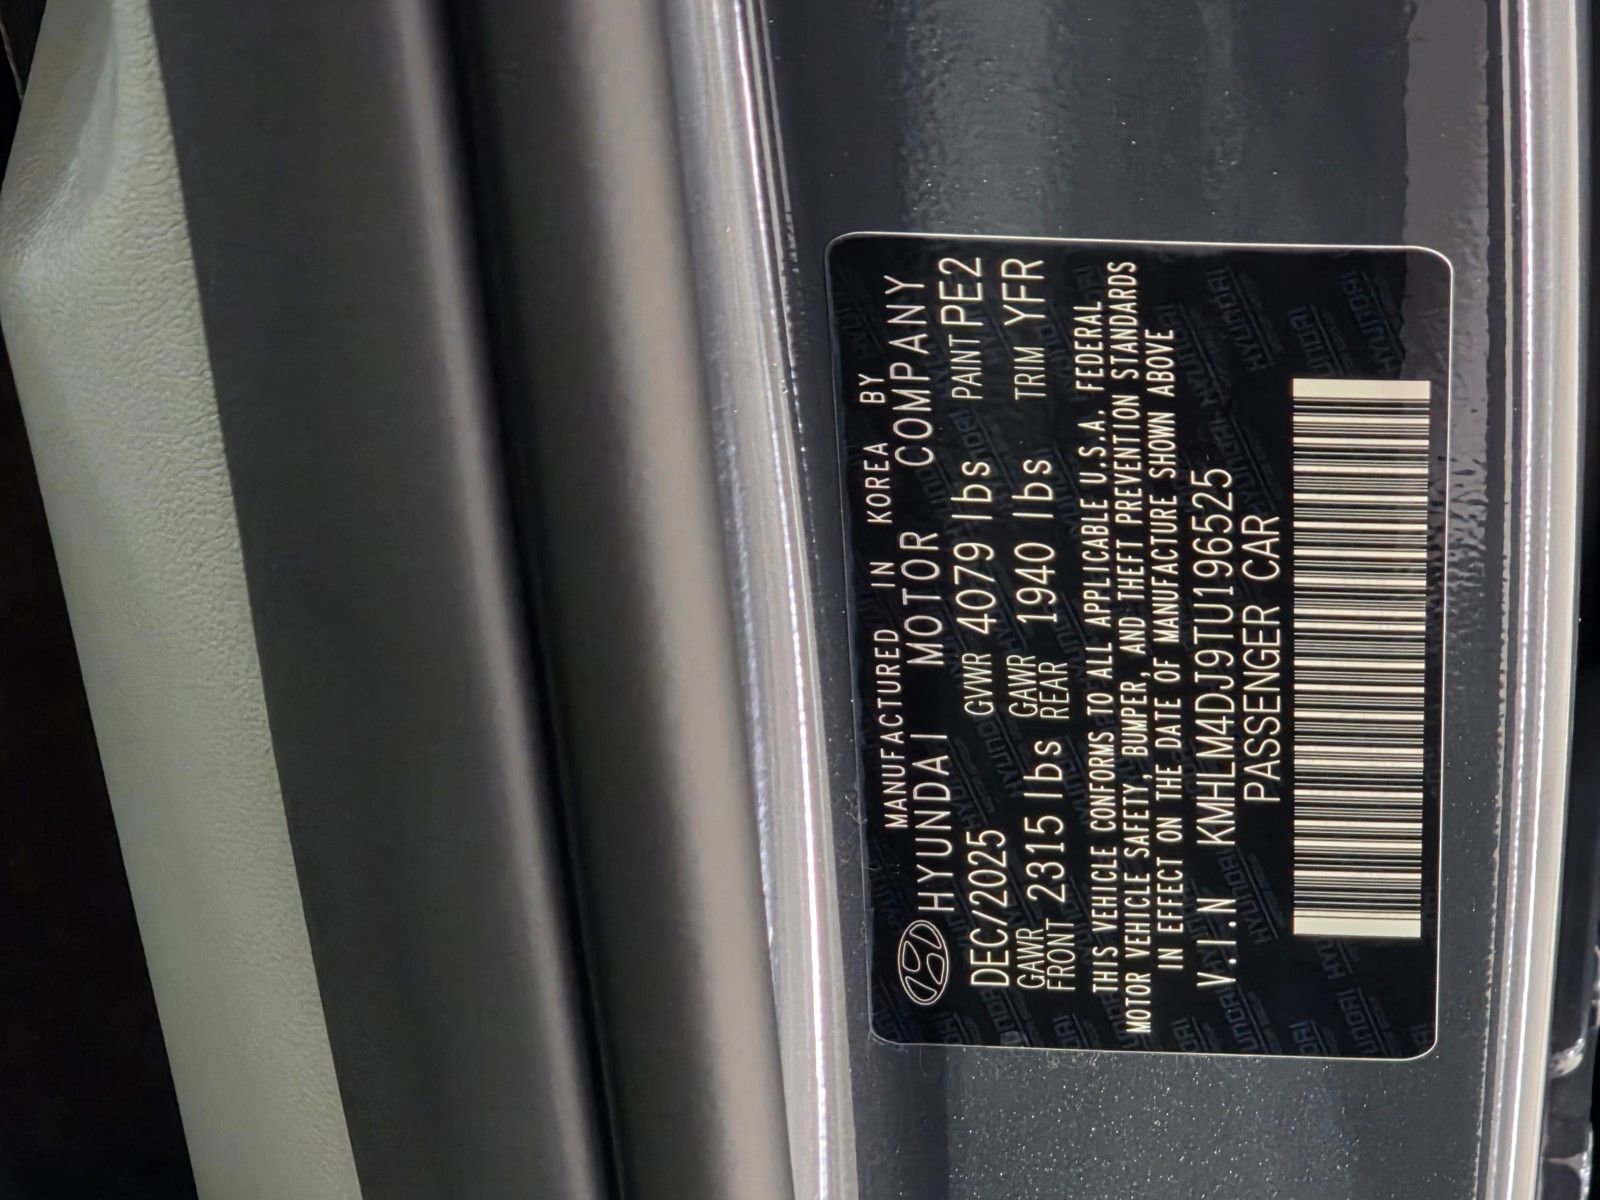 MANUFACTURED IN KOREA BY
HYUNDAI MOTOR COMPANY
DEC/2025 GVWR 4079 lbs PAINT PE2
GAWR FRONT 2315 lbs GAWR REAR 1940 lbs TRIM YFR
THIS VEHICLE CONFORMS TO ALL APPLICABLE U.S.A. FEDERAL
MOTOR VEHICLE SAFETY, BUMPER, AND THEFT PREVENTION STANDARDS
IN EFFECT ON THE DATE OF MANUFACTURE SHOWN ABOVE
V.I.N KMHLM4DJ9TU196525
PASSENGER CAR